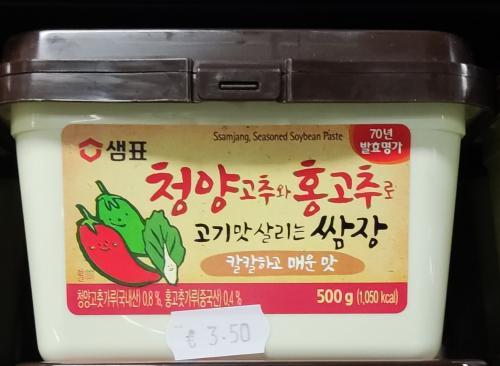 Ssamjang, Seasoned Soybean Paste
70년
발효명가
샘표
청양고추와 홍고추로
고기맛 살리는 쌈장
칼칼하고 매운 맛
청양고춧가루(국내산) 0.8 %, 홍고춧가루(중국산) 0.4 %
500 g (1,050 kcal)
€ 3.50